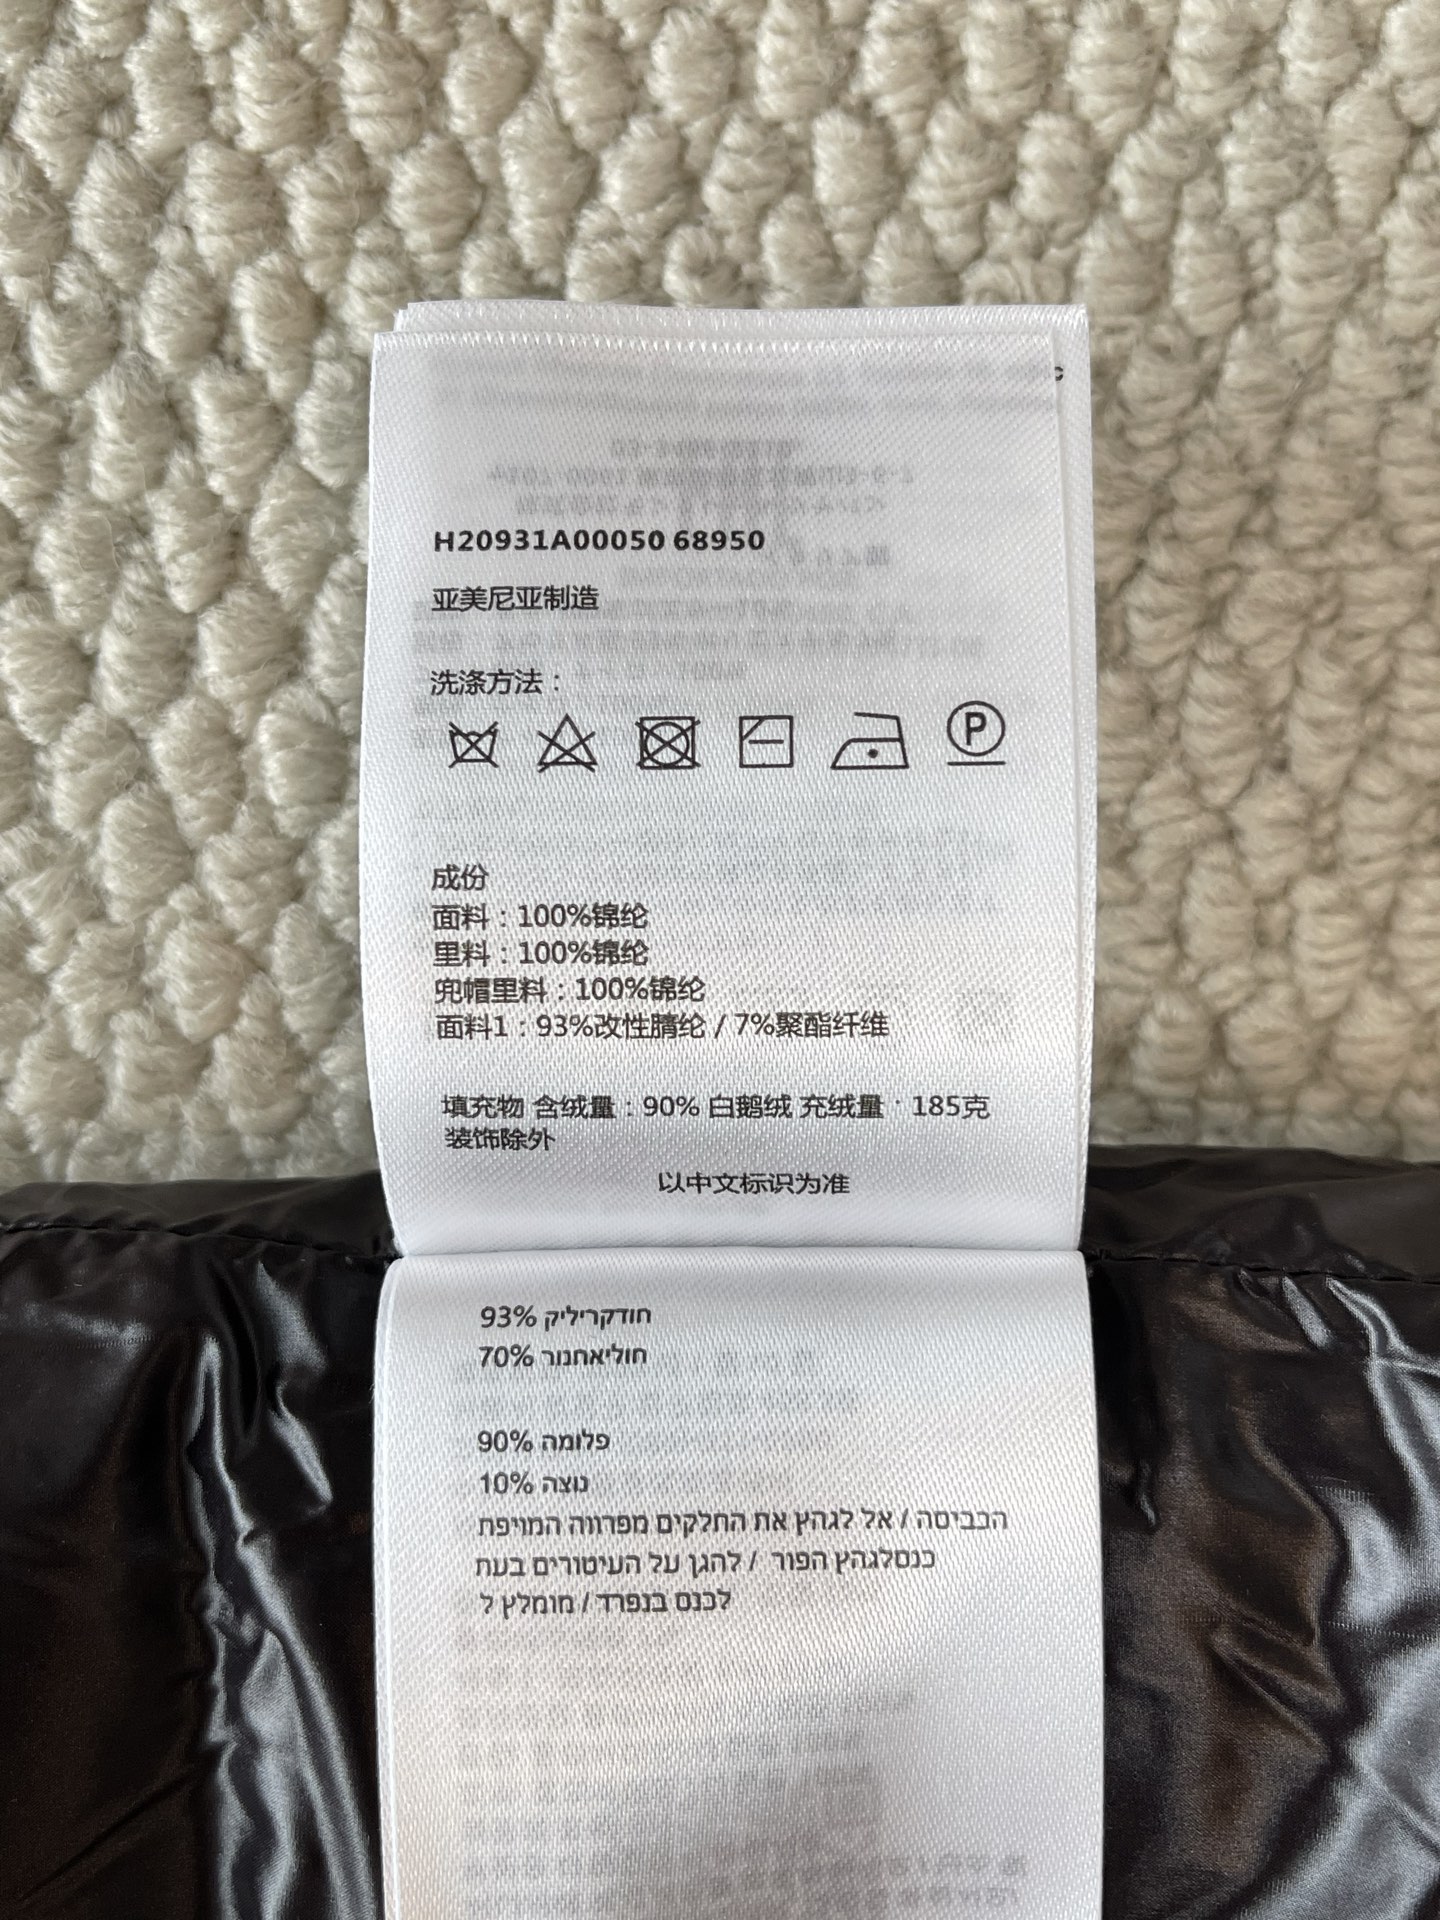 H20931A00050 68950
亚美尼亚制造
洗涤方法：
P
成份
面料：100%锦纶
里料：100%锦纶
兜帽里料：100%锦纶
面料1：93%改性腈纶 / 7%聚酯纤维
填充物 含绒量：90% 白鹅绒 充绒量：185克
装饰除外
以中文标识为准
93% חודקריליק
70% חוליאחנור
90% פלומה
10% נוצה
הכביסה / אל לגהץ את החלקים מפרווה המויפת
כנסלגהץ הפור / להגן על העיטורים בעת
לכנס בנפרד / מומלץ ל